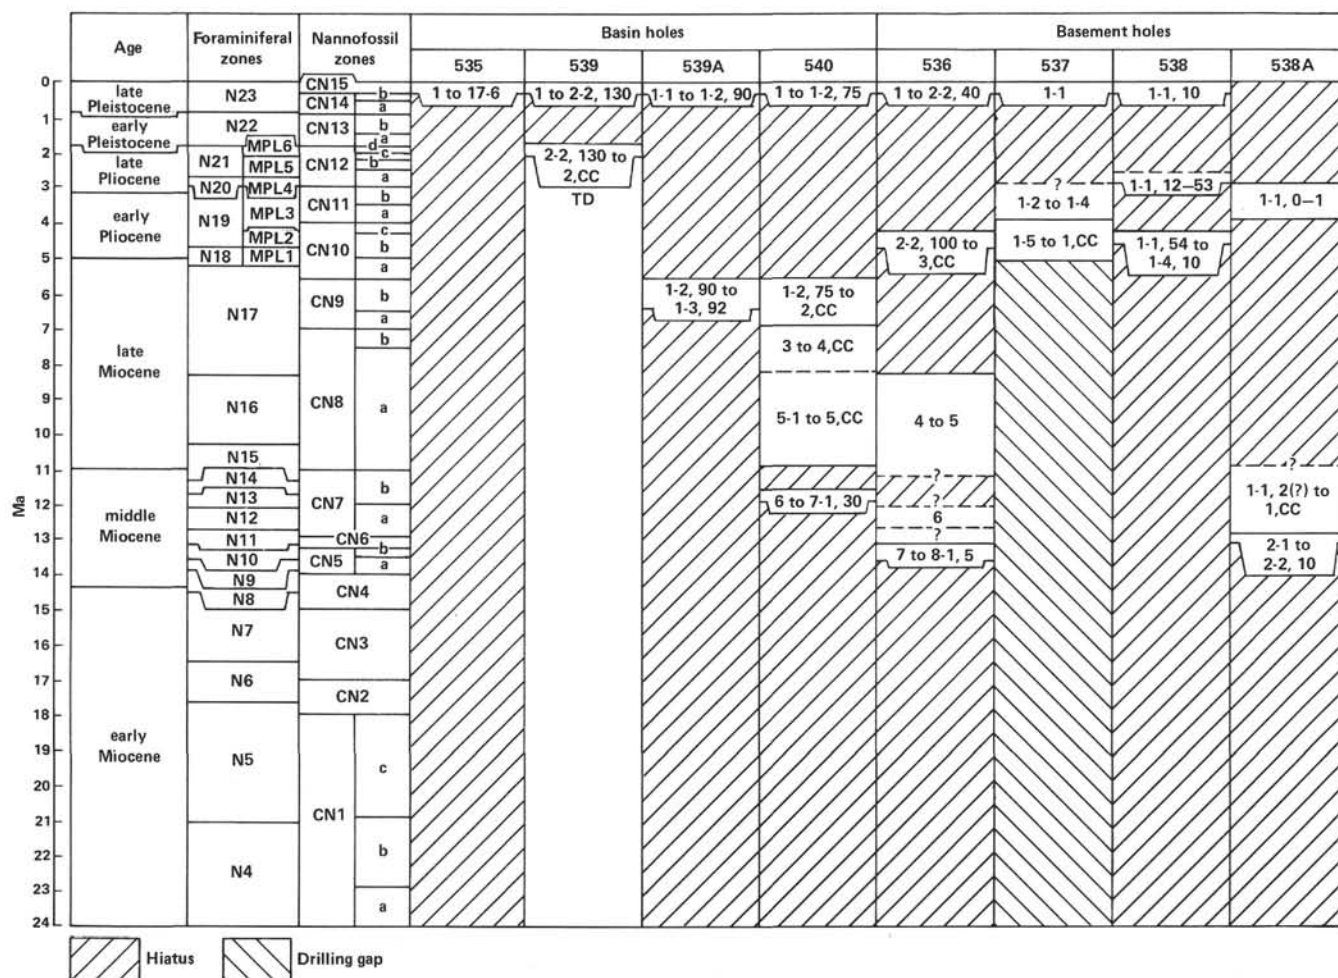 Age
Foraminiferal
zones
Nannofossil
zones
Basin holes
Basement holes
535
539
539A
540
536
537
538
538A
Ma
0
1
2
3
4
5
6
7
8
9
10
11
12
13
14
15
16
17
18
19
20
21
22
23
24
late
Pleistocene
early
Pleistocene
late
Pliocene
early
Pliocene
late
Miocene
middle
Miocene
early
Miocene
N23
N22
MPL6
N21
MPL5
N20
MPL4
N19
MPL3
MPL2
N18
MPL1
N17
N16
N15
N14
N13
N12
N11
N10
N9
N8
N7
N6
N5
N4
CN15
CN14
b
a
CN13
b
a
CN12
d
c
b
a
CN11
b
a
CN10
c
b
a
CN9
b
a
CN8
b
a
CN7
b
a
CN6
CN5
b
a
CN4
CN3
CN2
CN1
c
b
a
1 to 17-6
1 to 2-2, 130
2-2, 130 to
2,CC
TD
1-1 to 1-2, 90
1-2, 90 to
1-3, 92
1 to 1-2, 75
1-2, 75 to
2,CC
3 to 4,CC
5-1 to 5,CC
6 to 7-1, 30
1 to 2-2, 40
2-2, 100 to
3,CC
4 to 5
?
?
6
?
7 to 8-1, 5
1-1
?
1-2 to 1-4
1-5 to 1,CC
1-1, 10
1-1, 12–53
1-1, 54 to
1-4, 10
1-1, 0–1
?
1-1, 2(?) to
1,CC
2-1 to
2-2, 10
Hiatus
Drilling gap